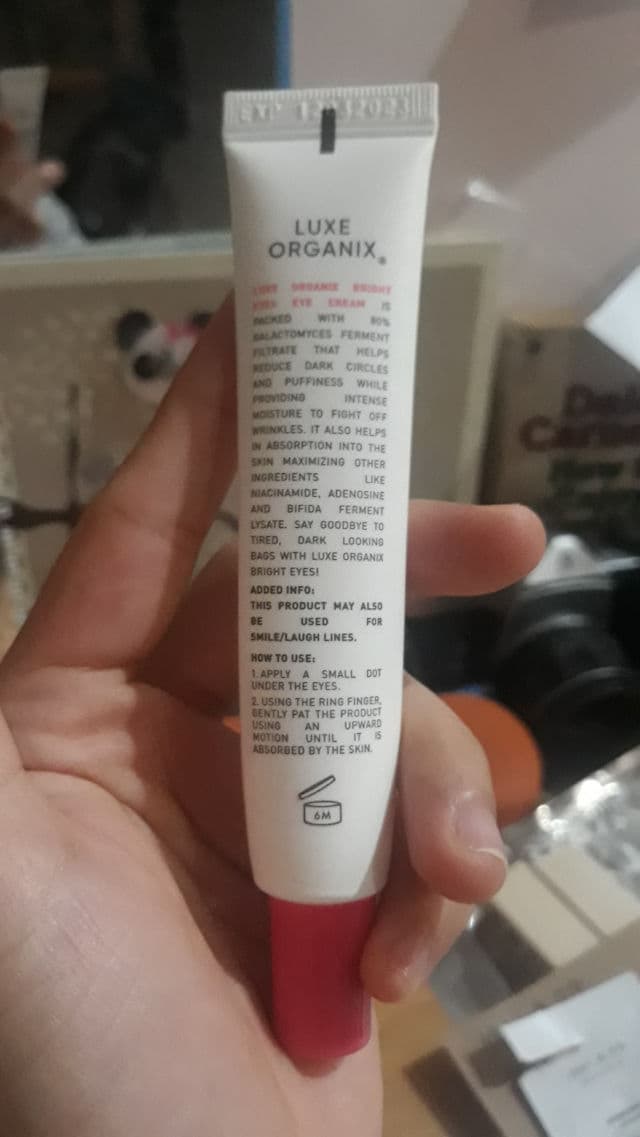 EXP
LUXE
ORGANIX
LUXE ORGANIX BRIGHT
EYES EYE CREAM IS
PACKED WITH 80%
GALACTOMYCES FERMENT
FILTRATE THAT HELPS
REDUCE DARK CIRCLES
AND PUFFINESS WHILE
PROVIDING INTENSE
MOISTURE TO FIGHT OFF
WRINKLES. IT ALSO HELPS
IN ABSORPTION INTO THE
SKIN MAXIMIZING OTHER
INGREDIENTS LIKE
NIACINAMIDE, ADENOSINE
AND BIFIDA FERMENT
LYSATE. SAY GOODBYE TO
TIRED, DARK LOOKING
BAGS WITH LUXE ORGANIX
BRIGHT EYES!
ADDED INFO:
THIS PRODUCT MAY ALSO
BE USED FOR
SMILE/LAUGH LINES.
HOW TO USE:
1.APPLY A SMALL DOT
UNDER THE EYES.
2. USING THE RING FINGER,
GENTLY PAT THE PRODUCT
USING AN UPWARD
MOTION UNTIL IT IS
ABSORBED BY THE SKIN.
6M